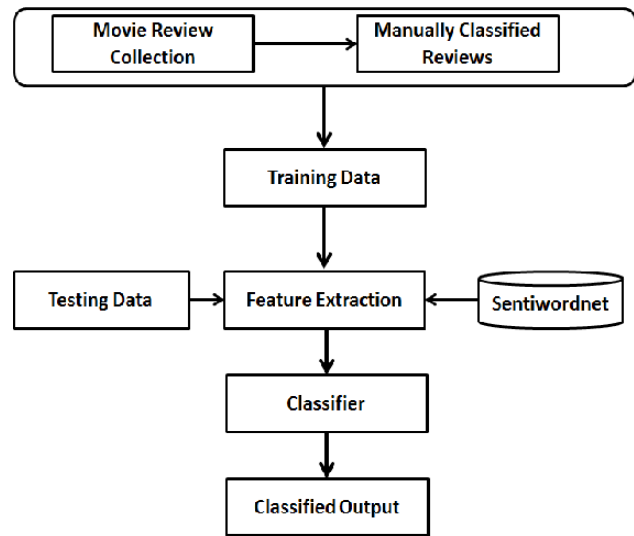 Movie Review
Collection
Manually Classified
Reviews
Training Data
Testing Data
Feature Extraction
Sentiwordnet
Classifier
Classified Output